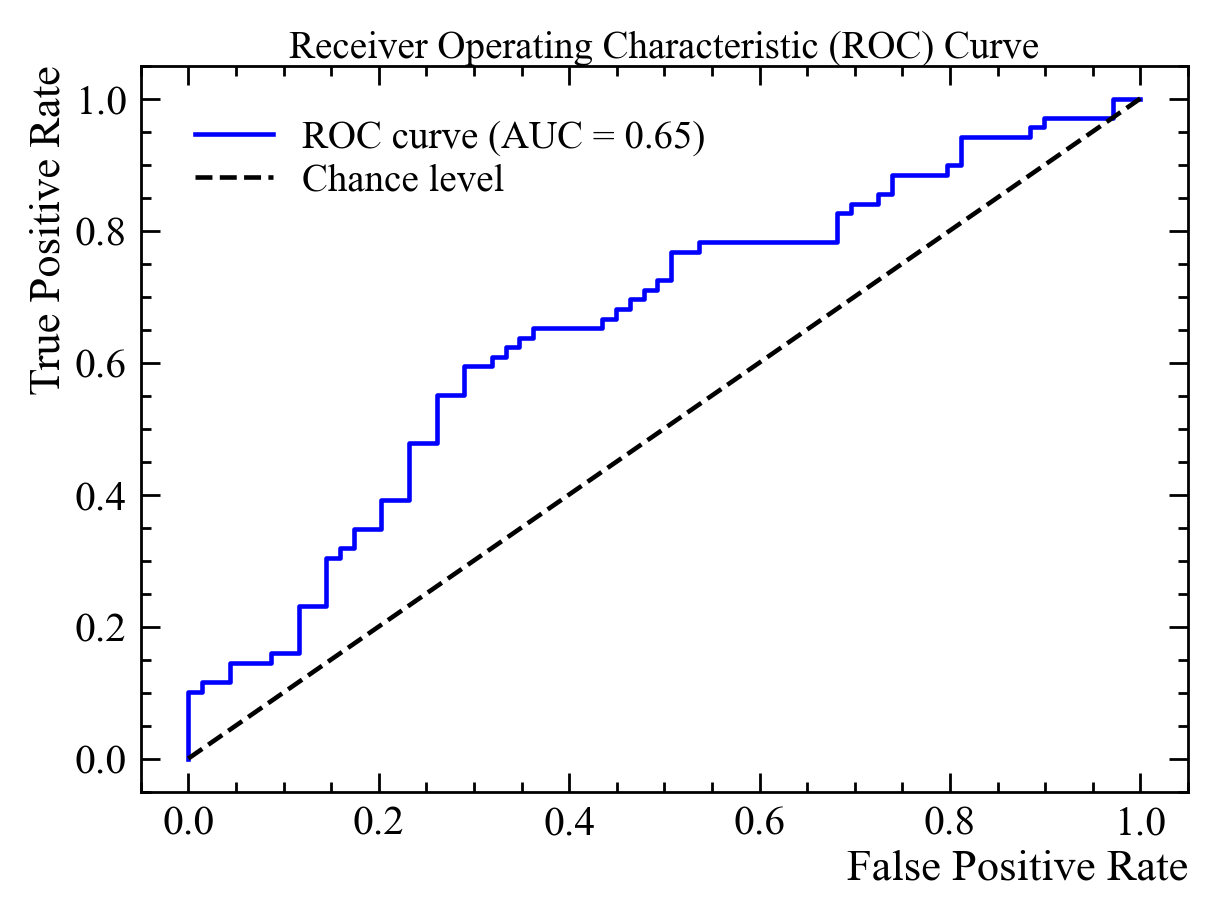 Receiver Operating Characteristic (ROC) Curve
True Positive Rate
1.0
0.8
0.6
0.4
0.2
0.0
ROC curve (AUC = 0.65)
Chance level
0.0 0.2 0.4 0.6 0.8 1.0
False Positive Rate